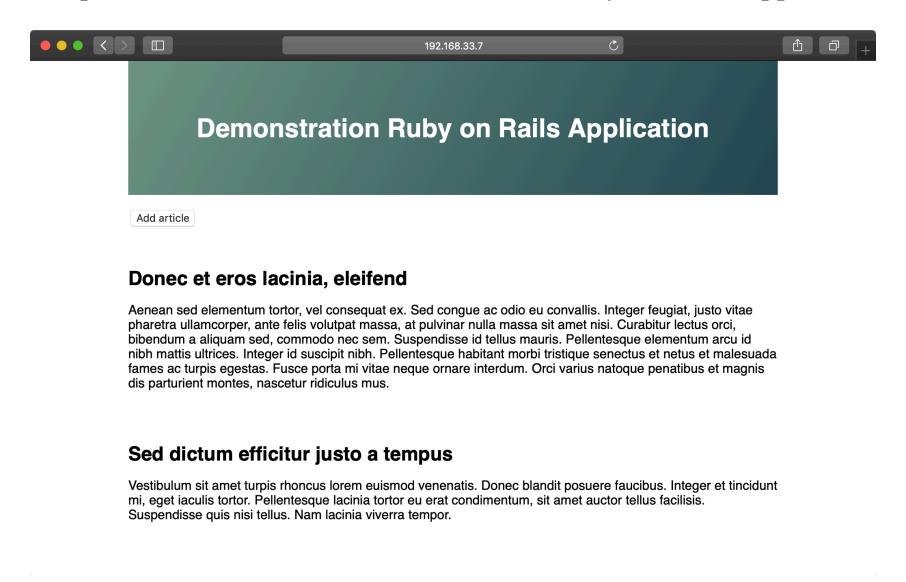 192.168.33.7
Demonstration Ruby on Rails Application
Add article
Donec et eros lacinia, eleifend
Aenean sed elementum tortor, vel consequat ex. Sed congue ac odio eu convallis. Integer feugiat, justo vitae
pharetra ullamcorper, ante felis volutpat massa, at pulvinar nulla massa sit amet nisi. Curabitur lectus orci,
bibendum a aliquam sed, commodo nec sem. Suspendisse id tellus mauris. Pellentesque elementum arcu id
nibh mattis ultrices. Integer id suscipit nibh. Pellentesque habitant morbi tristique senectus et netus et malesuada
fames ac turpis egestas. Fusce porta mi vitae neque ornare interdum. Orci varius natoque penatibus et magnis
dis parturient montes, nascetur ridiculus mus.
Sed dictum efficitur justo a tempus
Vestibulum sit amet turpis rhoncus lorem euismod venenatis. Donec blandit posuere faucibus. Integer et tincidunt
mi, eget iaculis tortor. Pellentesque lacinia tortor eu erat condimentum, sit amet auctor tellus facilisis.
Suspendisse quis nisi tellus. Nam lacinia viverra tempor.